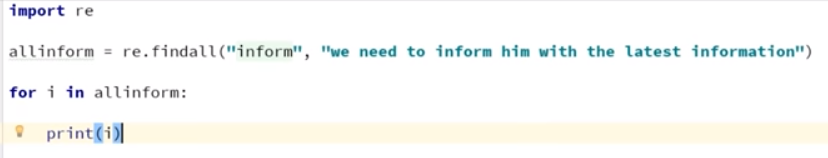 import re
allinform = re.findall("inform", "we need to inform him with the latest information")
for i in allinform:
print(i)